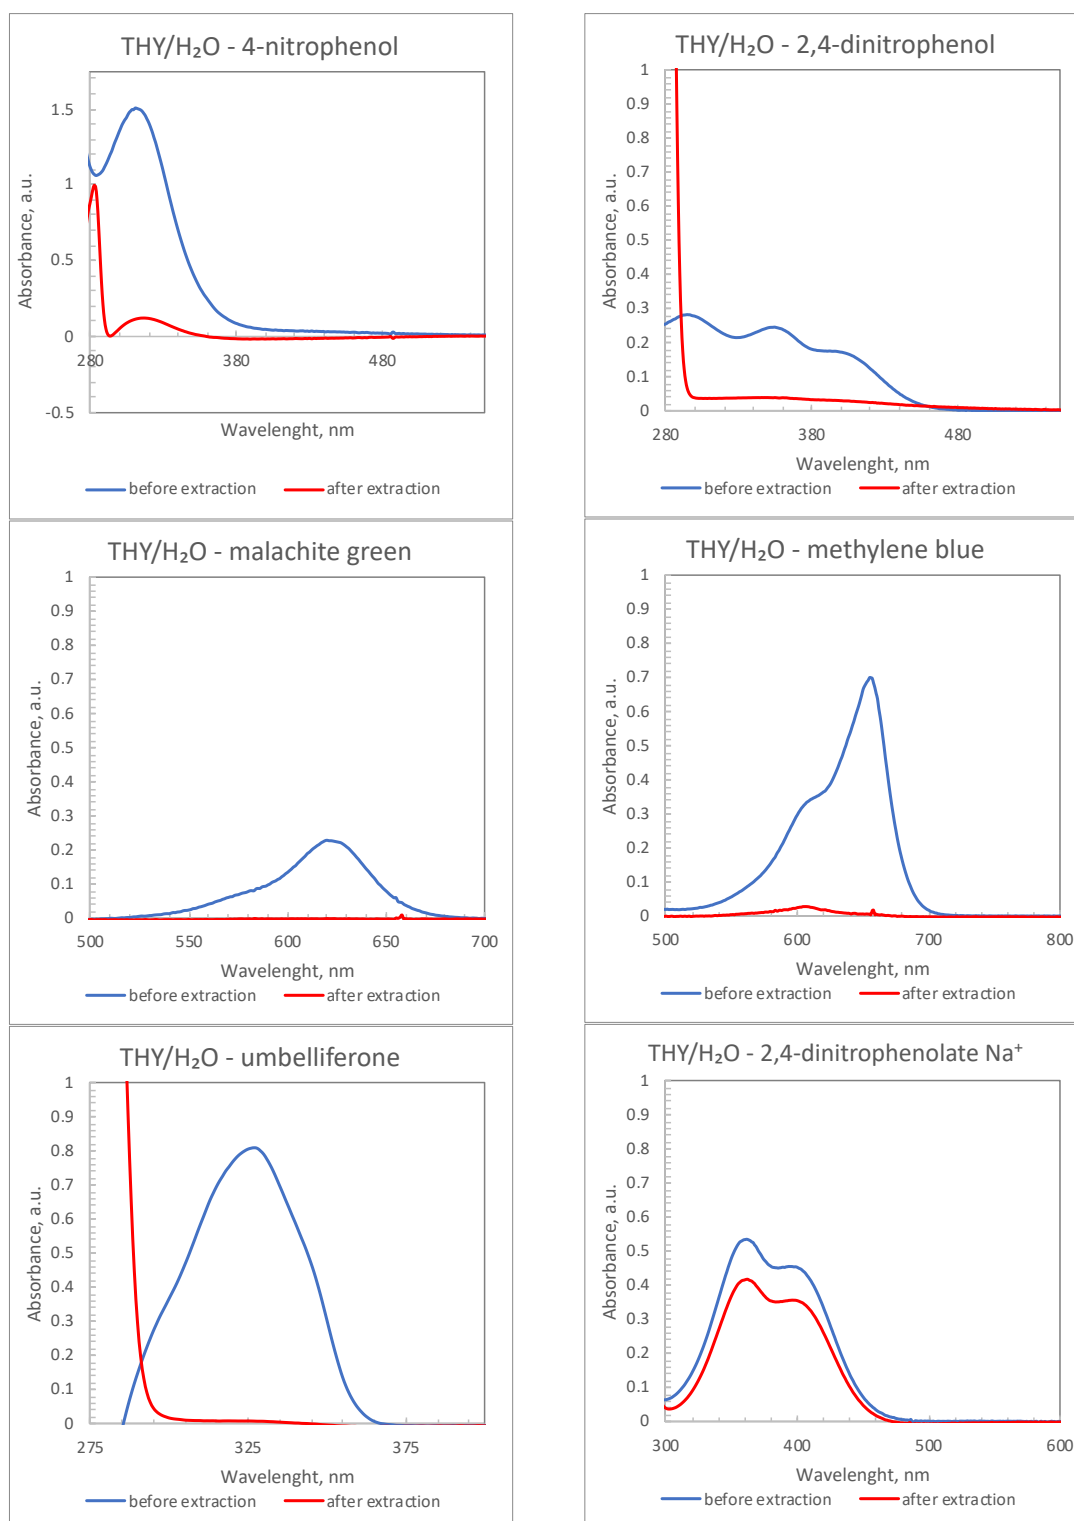 THY/H₂O - 4-nitrophenol
Absorbance, a.u.
1.5
1
0.5
0
-0.5
280 380 480
Wavelenght, nm
before extraction after extraction
THY/H₂O - 2,4-dinitrophenol
Absorbance, a.u.
1
0.9
0.8
0.7
0.6
0.5
0.4
0.3
0.2
0.1
0
280 380 480
Wavelenght, nm
before extraction after extraction
THY/H₂O - malachite green
Absorbance, a.u.
1
0.9
0.8
0.7
0.6
0.5
0.4
0.3
0.2
0.1
0
500 550 600 650 700
Wavelenght, nm
before extraction after extraction
THY/H₂O - methylene blue
Absorbance, a.u.
1
0.9
0.8
0.7
0.6
0.5
0.4
0.3
0.2
0.1
0
500 600 700 800
Wavelenght, nm
before extraction after extraction
THY/H₂O - umbelliferone
Absorbance, a.u.
1
0.9
0.8
0.7
0.6
0.5
0.4
0.3
0.2
0.1
0
275 325 375
Wavelenght, nm
before extraction after extraction
THY/H₂O - 2,4-dinitrophenolate Na⁺
Absorbance, a.u.
1
0.9
0.8
0.7
0.6
0.5
0.4
0.3
0.2
0.1
0
300 400 500 600
Wavelenght, nm
before extraction after extraction